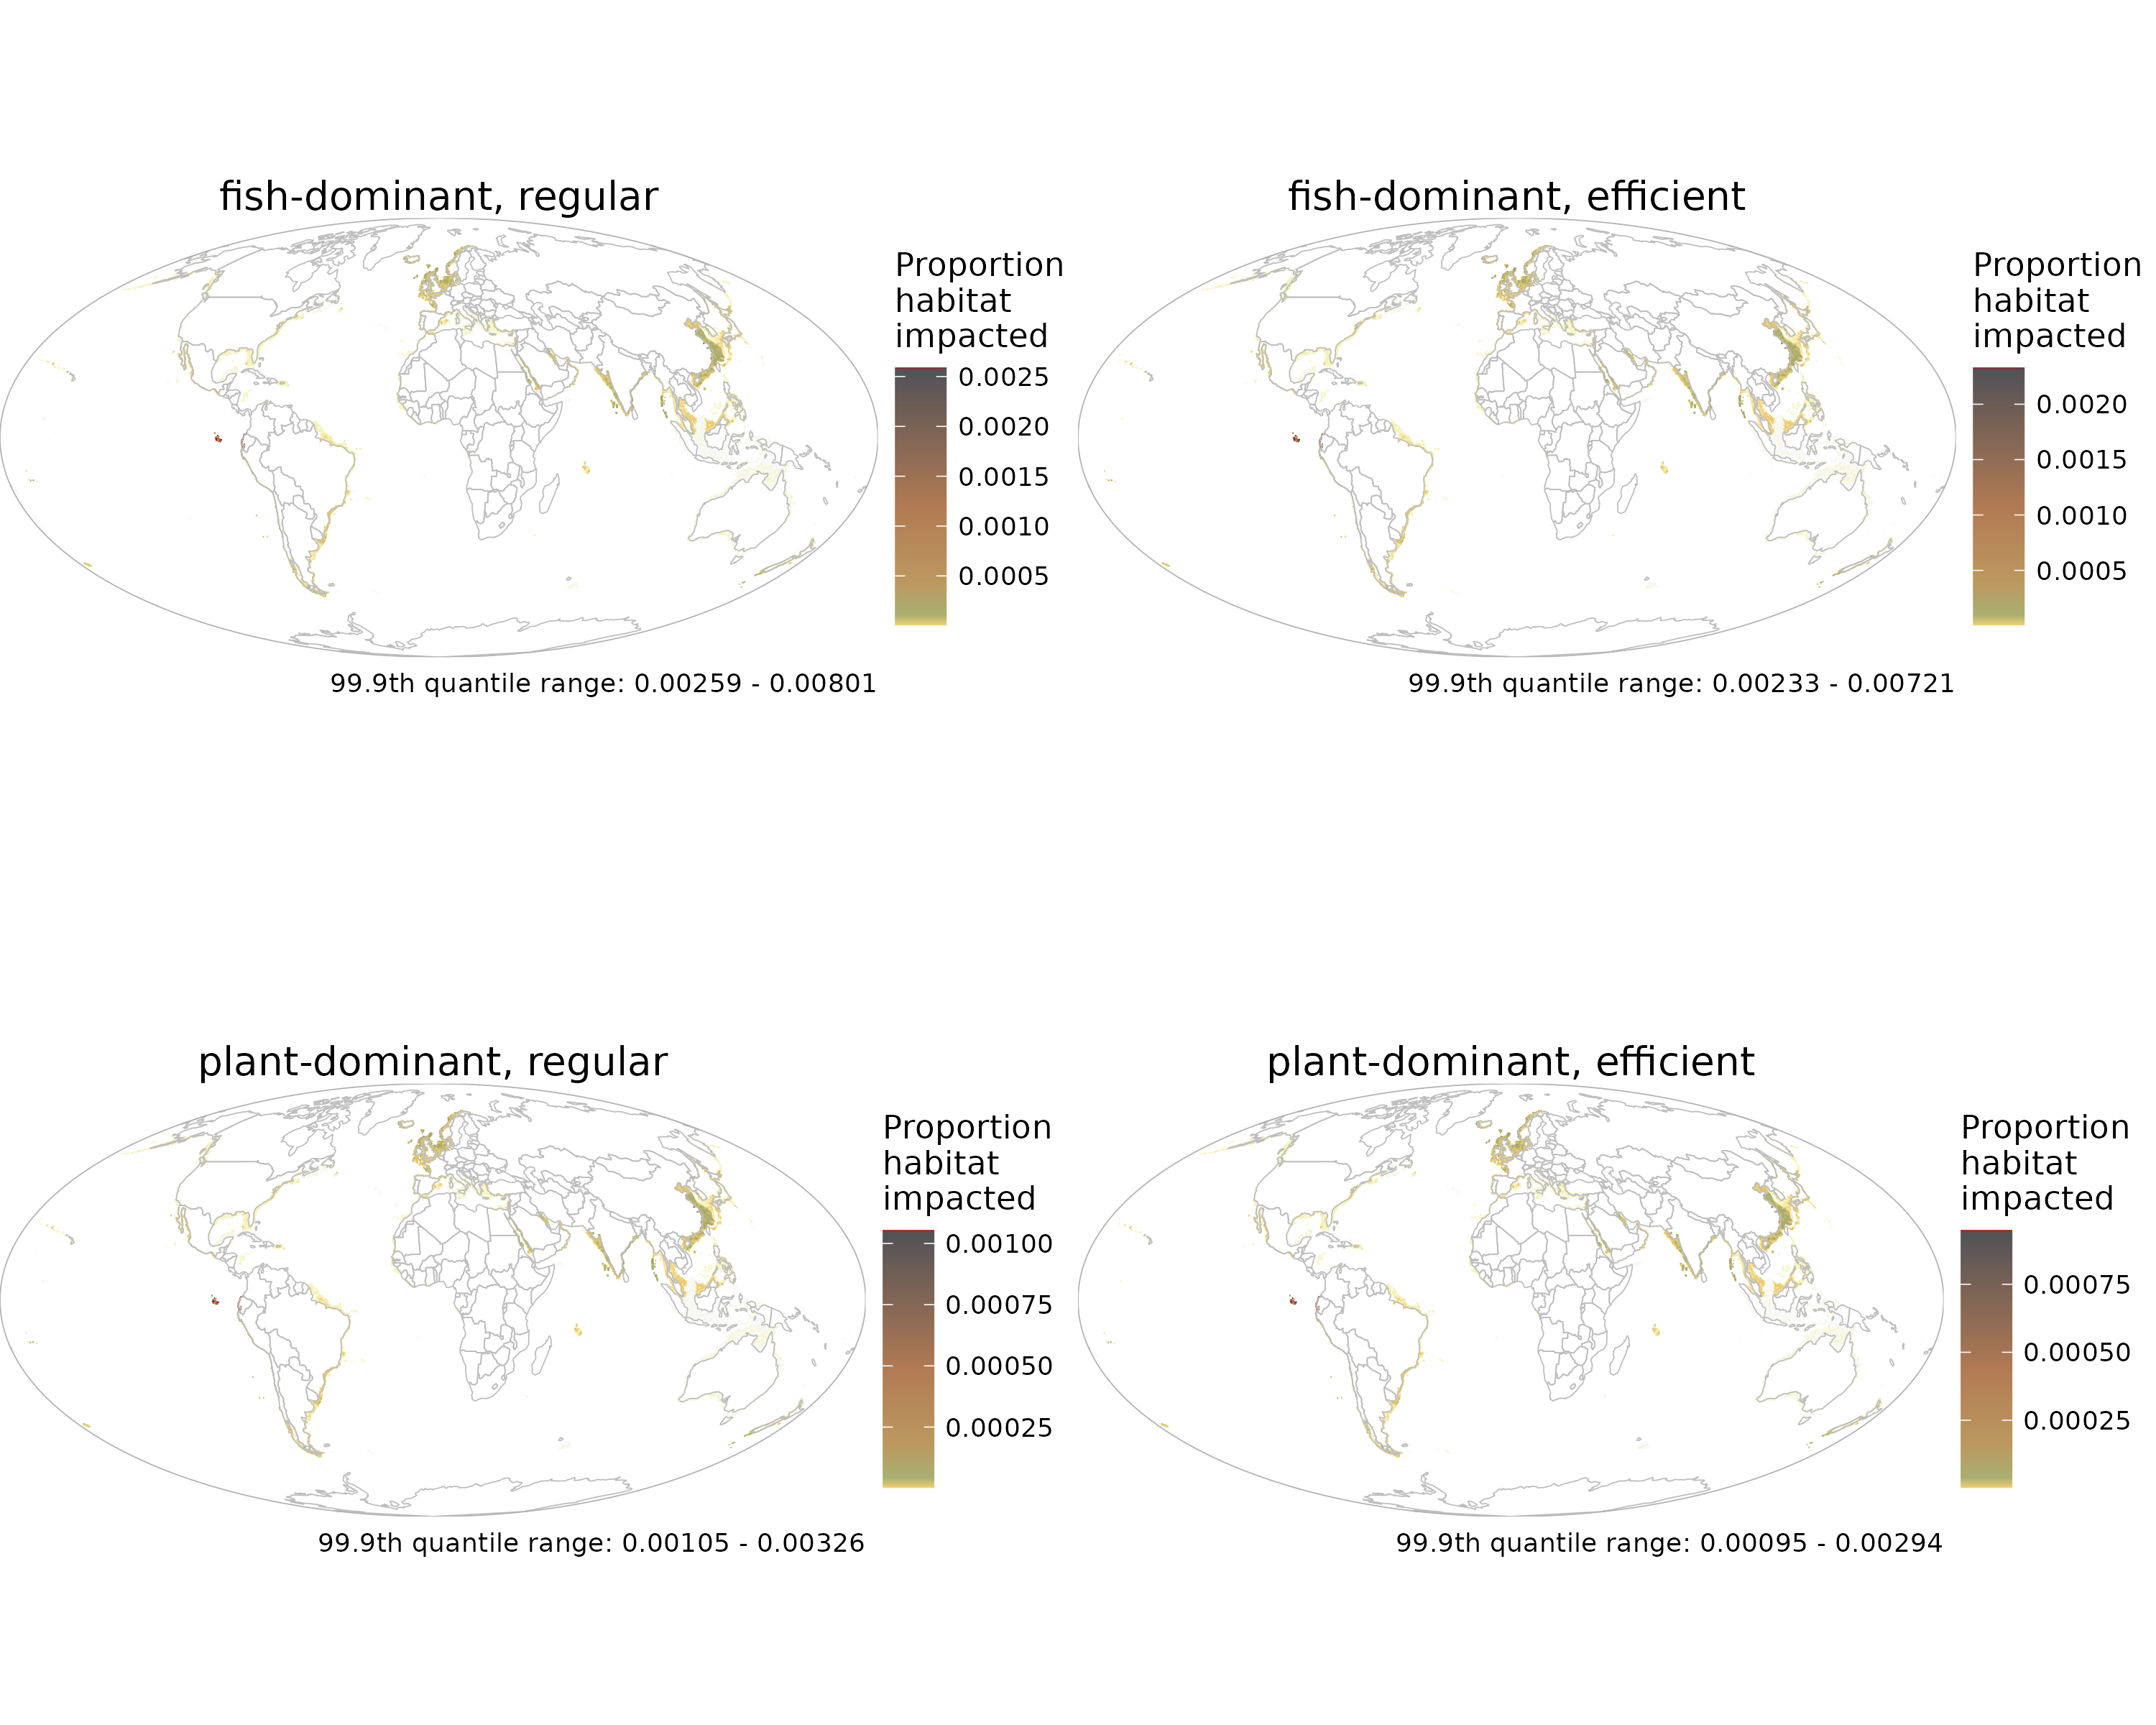 fish-dominant, regular
Proportion
habitat
impacted
0.0025
0.0020
0.0015
0.0010
0.0005
99.9th quantile range: 0.00259 - 0.00801
fish-dominant, efficient
Proportion
habitat
impacted
0.0020
0.0015
0.0010
0.0005
99.9th quantile range: 0.00233 - 0.00721
plant-dominant, regular
Proportion
habitat
impacted
0.00100
0.00075
0.00050
0.00025
99.9th quantile range: 0.00105 - 0.00326
plant-dominant, efficient
Proportion
habitat
impacted
0.00075
0.00050
0.00025
99.9th quantile range: 0.00095 - 0.00294